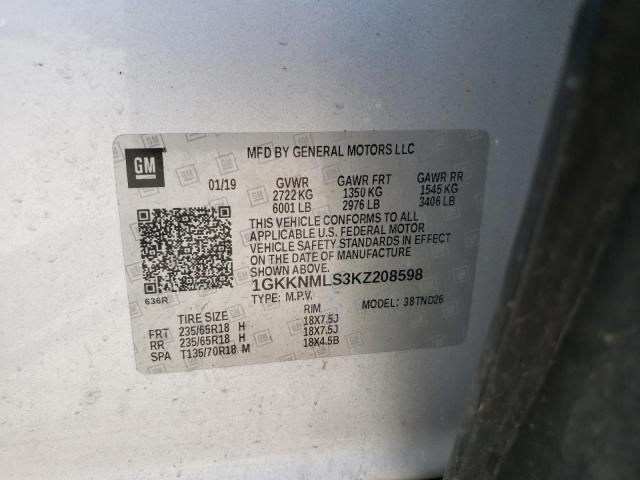 GM
MFD BY GENERAL MOTORS LLC
01/19 GVWR GAWR FRT GAWR RR
2722 KG 1350 KG 1545 KG
6001 LB 2976 LB 3406 LB
THIS VEHICLE CONFORMS TO ALL
APPLICABLE U.S. FEDERAL MOTOR
VEHICLE SAFETY STANDARDS IN EFFECT
ON THE DATE OF MANUFACTURE
SHOWN ABOVE.
1GKKNMLS3KZ208598
636R
TYPE: M.P.V. MODEL: 38TND26
TIRE SIZE RIM
FRT 235/65R18 H 18X7.5J
RR 235/65R18 H 18X7.5J
SPA T135/70R18 M 18X4.5B